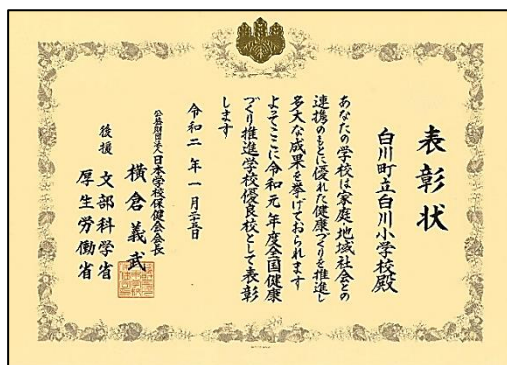 表彰状
白川町立白川小学校殿
あなたの学校は家庭地域社会との
連携のもとに優れた健康づくりを推進し
多大な成果を挙げておられます
よってここに令和元年度全国健康
づくり推進学校優良校として表彰
します
令和二年一月二五日
公益財団法人日本学校保健会会長
横倉義武
後援 文部科学省
厚生労働省